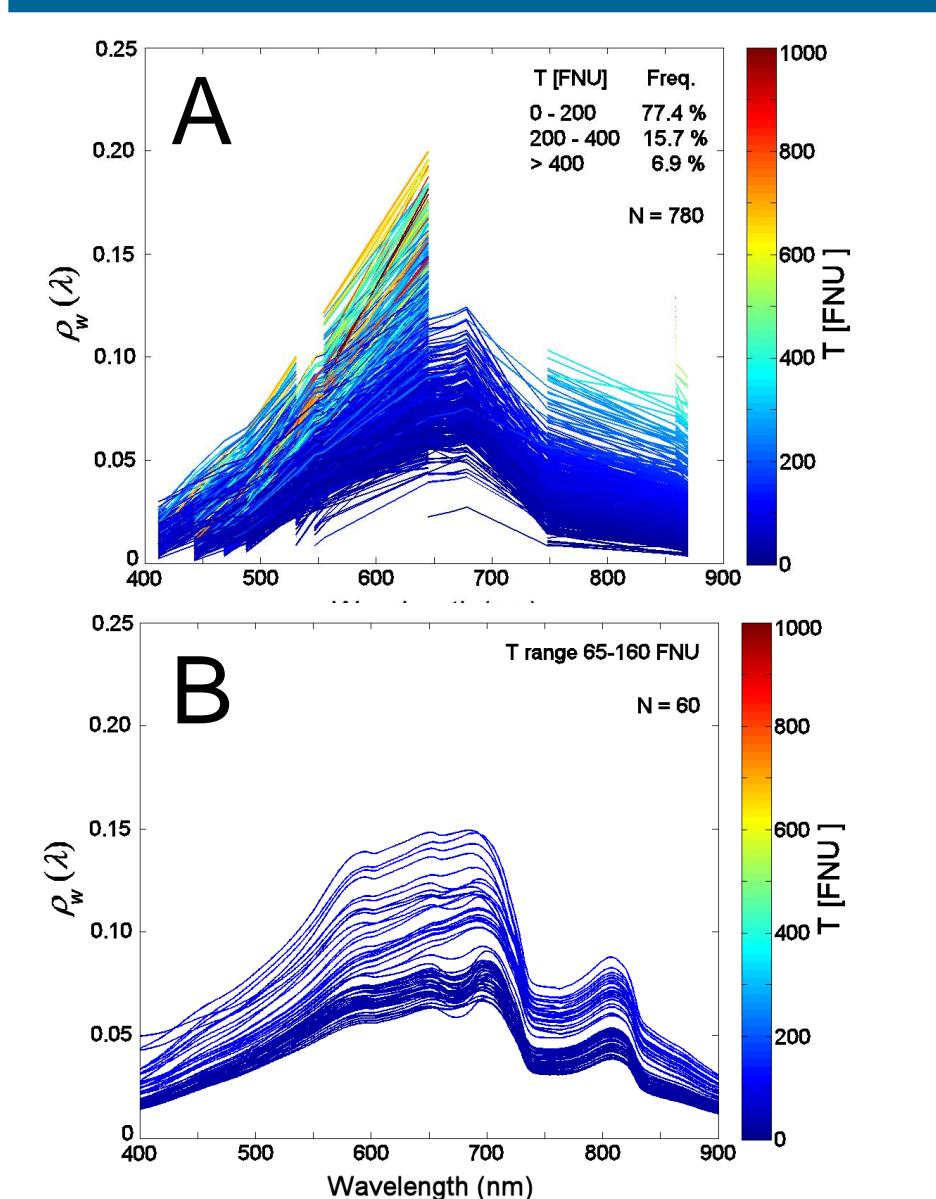 0.25
0.20
0.15
0.10
0.05
0
ρw (λ)
A
T [FNU] Freq.
0 - 200 77.4 %
200 - 400 15.7 %
> 400 6.9 %
N = 780
400 500 600 700 800 900
1000
800
600
400
200
0
T [FNU]
0.25
0.20
0.15
0.10
0.05
0
ρw (λ)
B
T range 65-160 FNU
N = 60
400 500 600 700 800 900
Wavelength (nm)
1000
800
600
400
200
0
T [FNU]